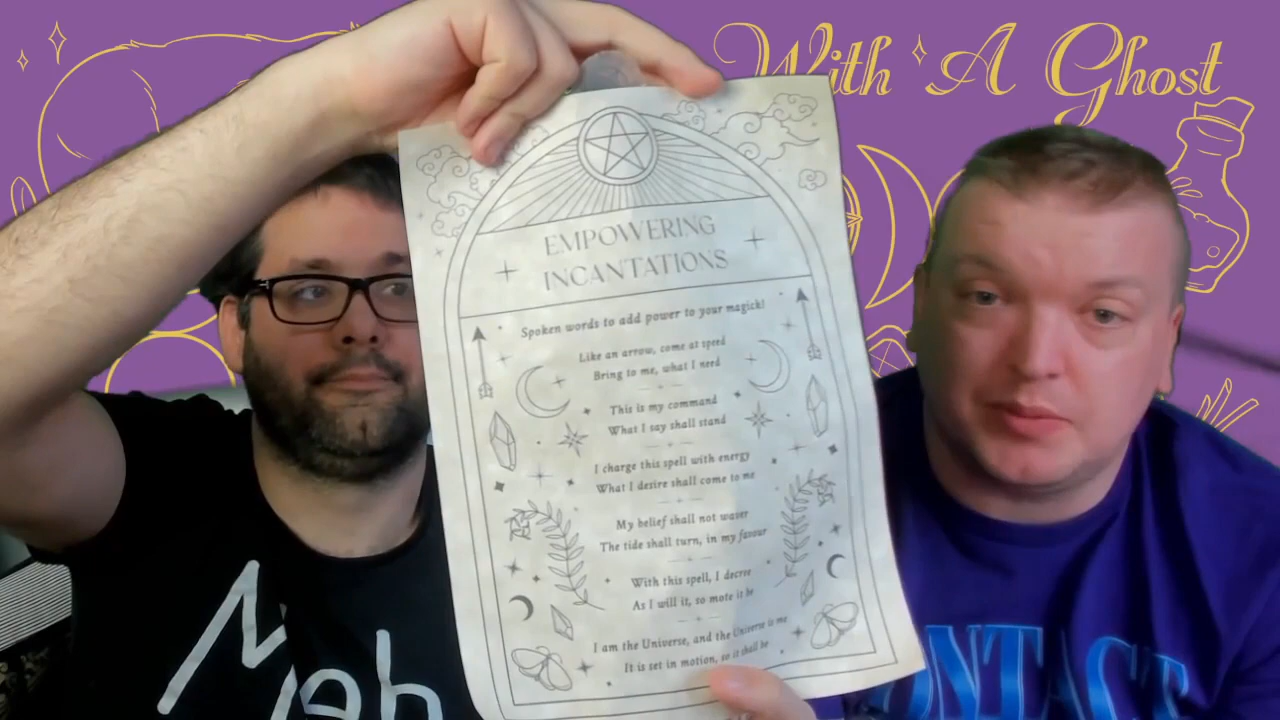 With A Ghost
EMPOWERING
INCANTATIONS
Spoken words to add power to your magick!
Like an arrow, come at speed
Bring to me, what I need
This is my command
What I say shall stand
I charge this spell with energy
What I desire shall come to me
My belief shall not waver
The tide shall turn, in my favour
With this spell, I decree
As I will it, so mote it be
I am the Universe, and the Universe is me
It is set in motion, so it shall be
Meh
ONTACT